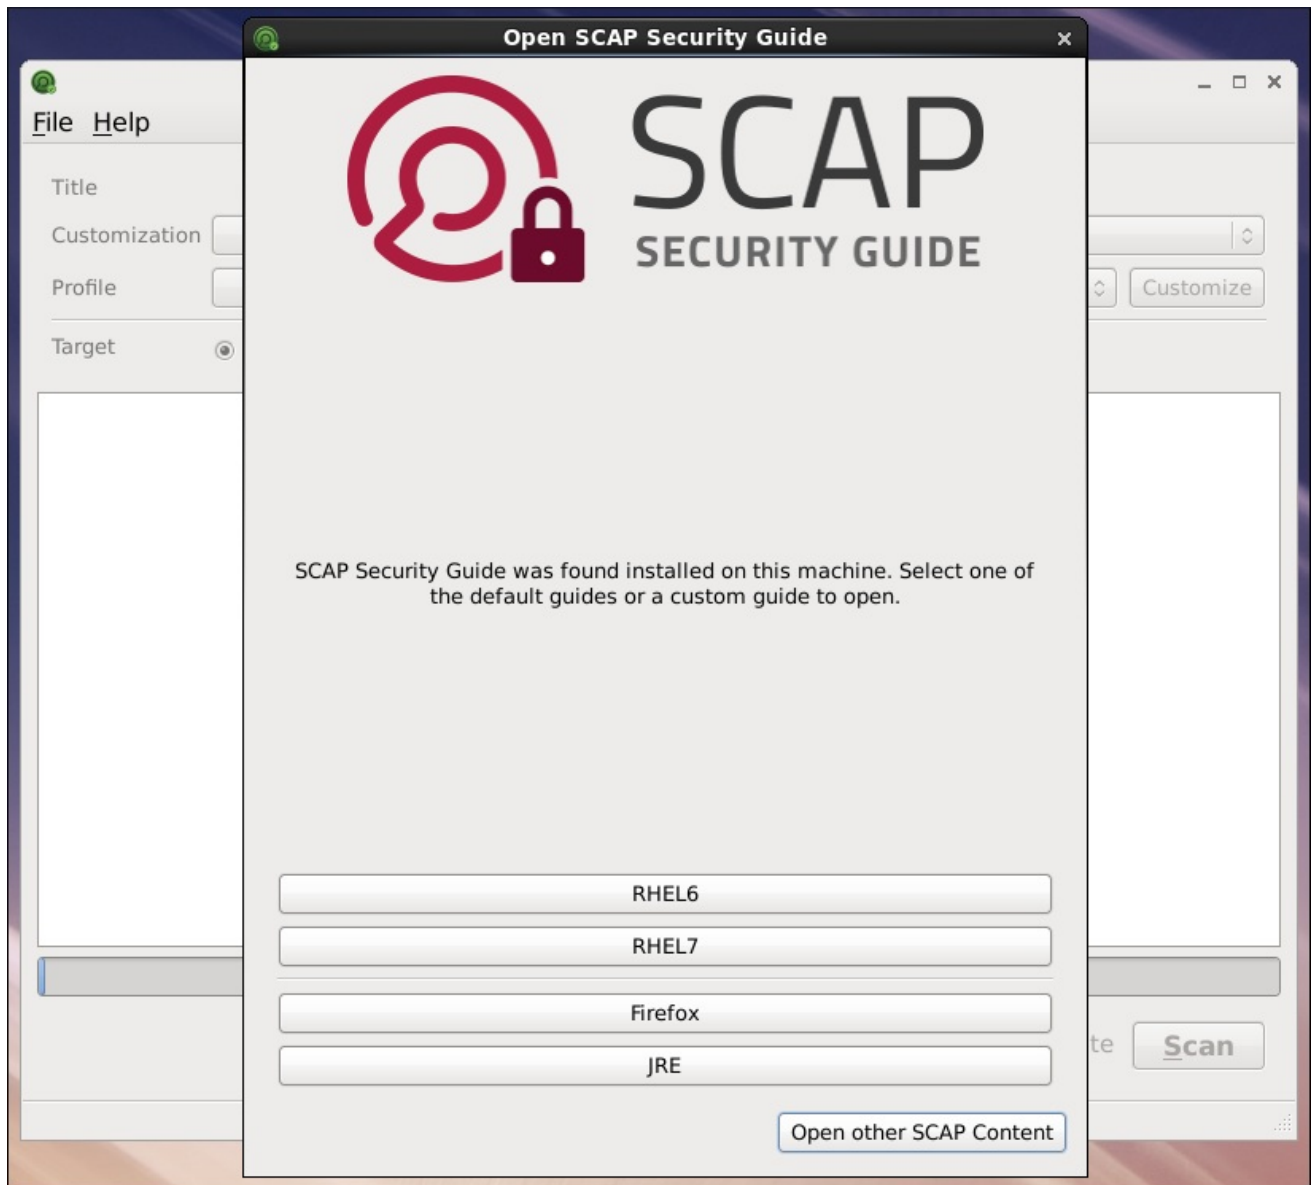 Open SCAP Security Guide
File Help
SCAP
SECURITY GUIDE
Title
Customization
Profile
Customize
Target
SCAP Security Guide was found installed on this machine. Select one of
the default guides or a custom guide to open.
RHEL6
RHEL7
Firefox
JRE
te
Scan
Open other SCAP Content